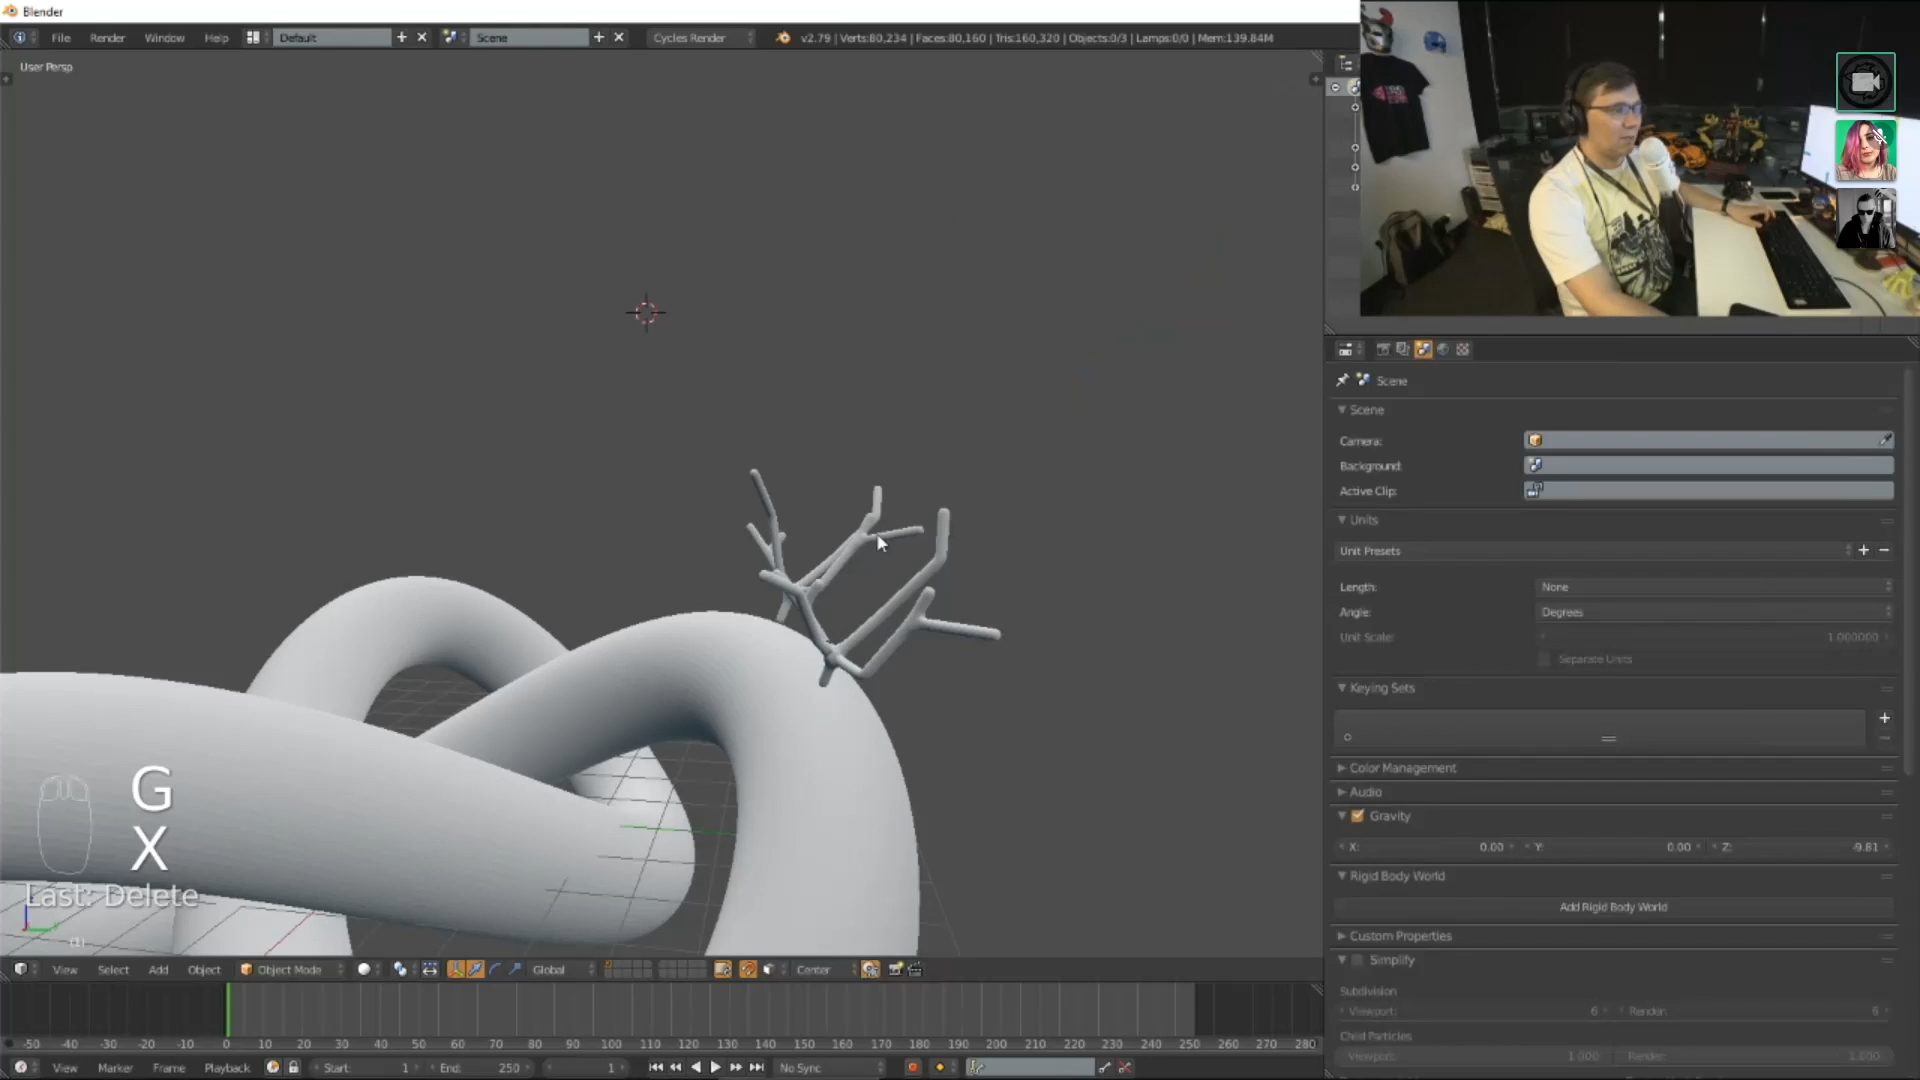 Blender
File Render Window Help Default Scene Cycles Render v2.79 | Verts:80,234 | Faces:80,160 | Tris:160,320 | Objects:0/3 | Lamps:0/0 | Mem:139.84M
User Persp
Scene
Scene
Camera:
Background:
Active Clip:
Units
Unit Presets
Length: None
Angle: Degrees
Unit Scale: 1.000000
Separate Units
Keying Sets
Color Management
Audio
Gravity
X: 0.00 Y: 0.00 Z: -9.81
Rigid Body World
Add Rigid Body World
Custom Properties
Simplify
Subdivision
Viewport: 6 Render: 6
Child Particles
Viewport: 1.000 Render: 1.000
G
X
Last: Delete
(1)
View Select Add Object Object Mode Global Center
-50 -40 -30 -20 -10 0 10 20 30 40 50 60 70 80 90 100 110 120 130 140 150 160 170 180 190 200 210 220 230 240 250 260 270 280
View Marker Frame Playback Start: 1 End: 250 1 No Sync